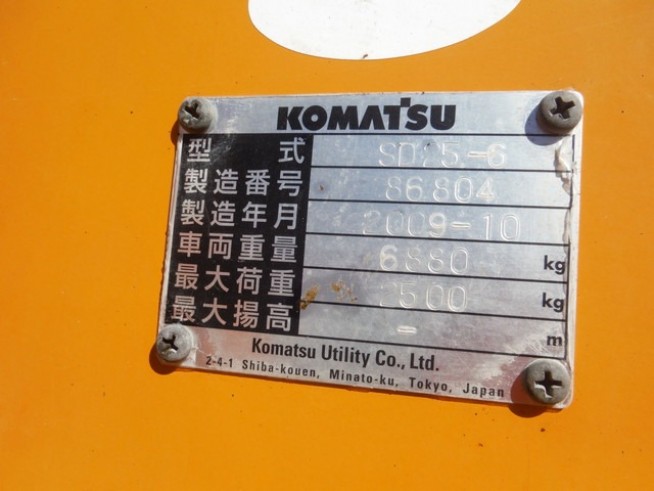 KOMATSU
型式 SD25-6
製造番号 86804
製造年月 2009-10
車両重量 6880 kg
最大荷重 2500 kg
最大揚高 - m
Komatsu Utility Co., Ltd.
2-4-1 Shiba-kouen, Minato-ku, Tokyo, Japan